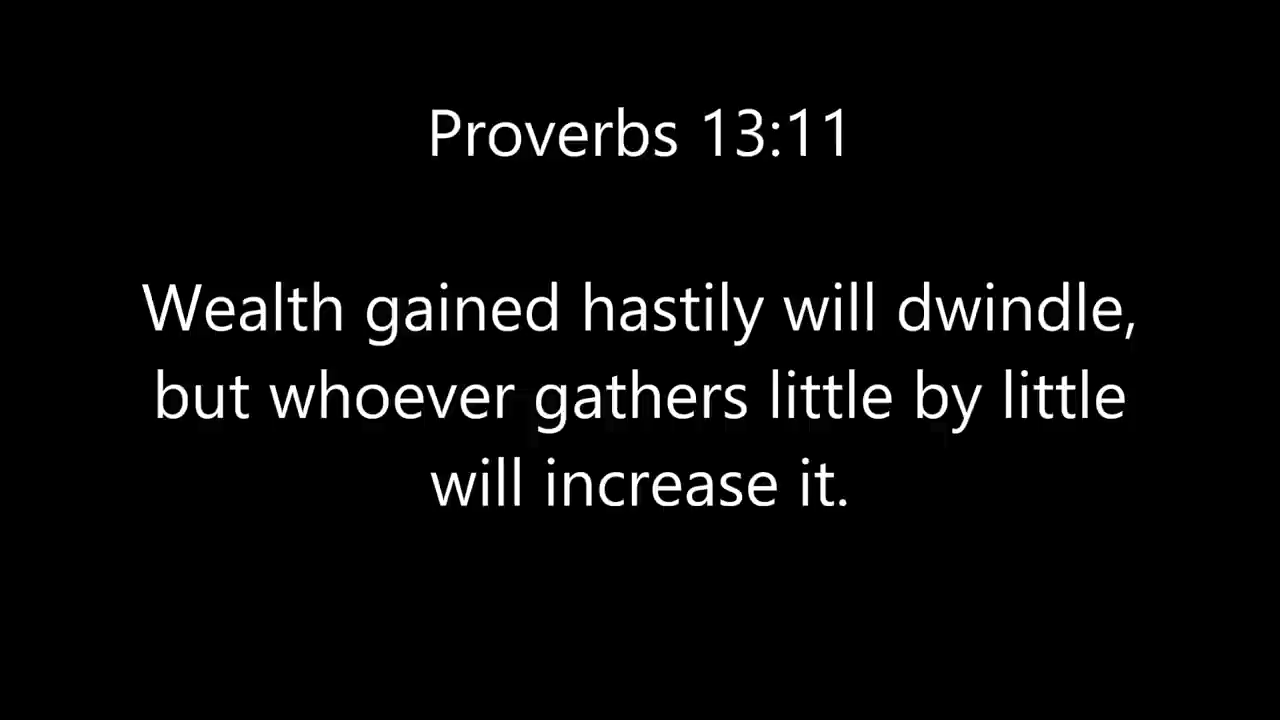 Proverbs 13:11
Wealth gained hastily will dwindle,
but whoever gathers little by little
will increase it.